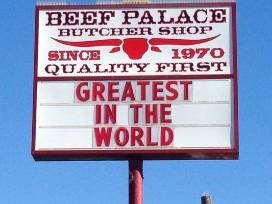 BEEF PALACE
BUTCHER SHOP
SINCE 1970
QUALITY FIRST
GREATEST
IN THE
WORLD